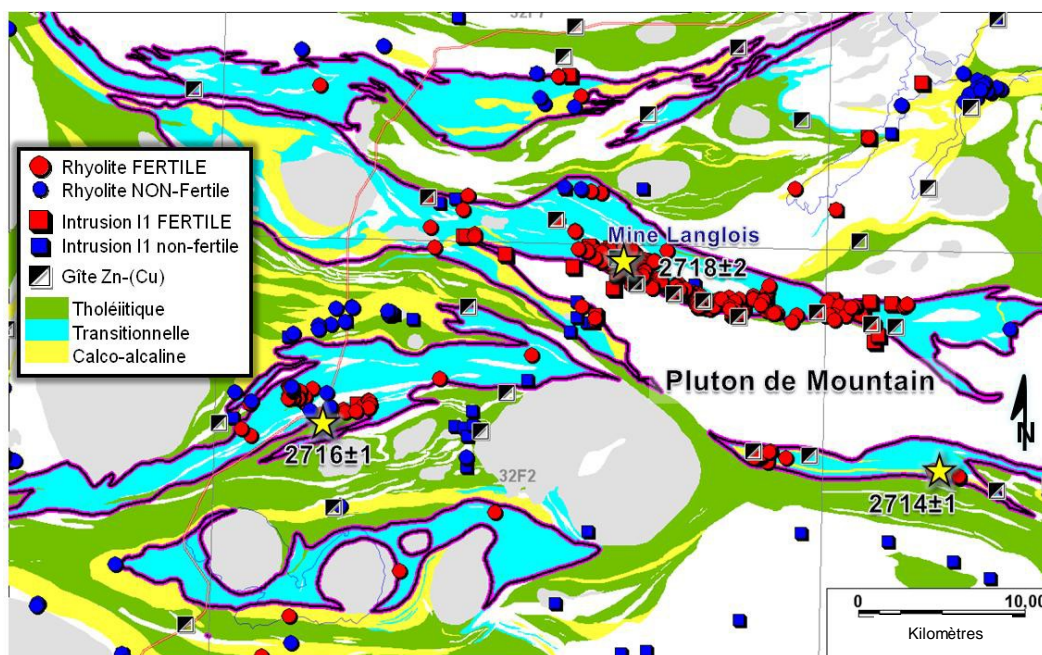 32F7
Rhyolite FERTILE
Rhyolite NON-Fertile
Intrusion I1 FERTILE
Intrusion I1 non-fertile
Gîte Zn-(Cu)
Tholéiitique
Transitionnelle
Calco-alcaline
Mine Langlois
2718±2
Pluton de Mountain
N
2716±1
32F2
2714±1
0
10,00
Kilomètres